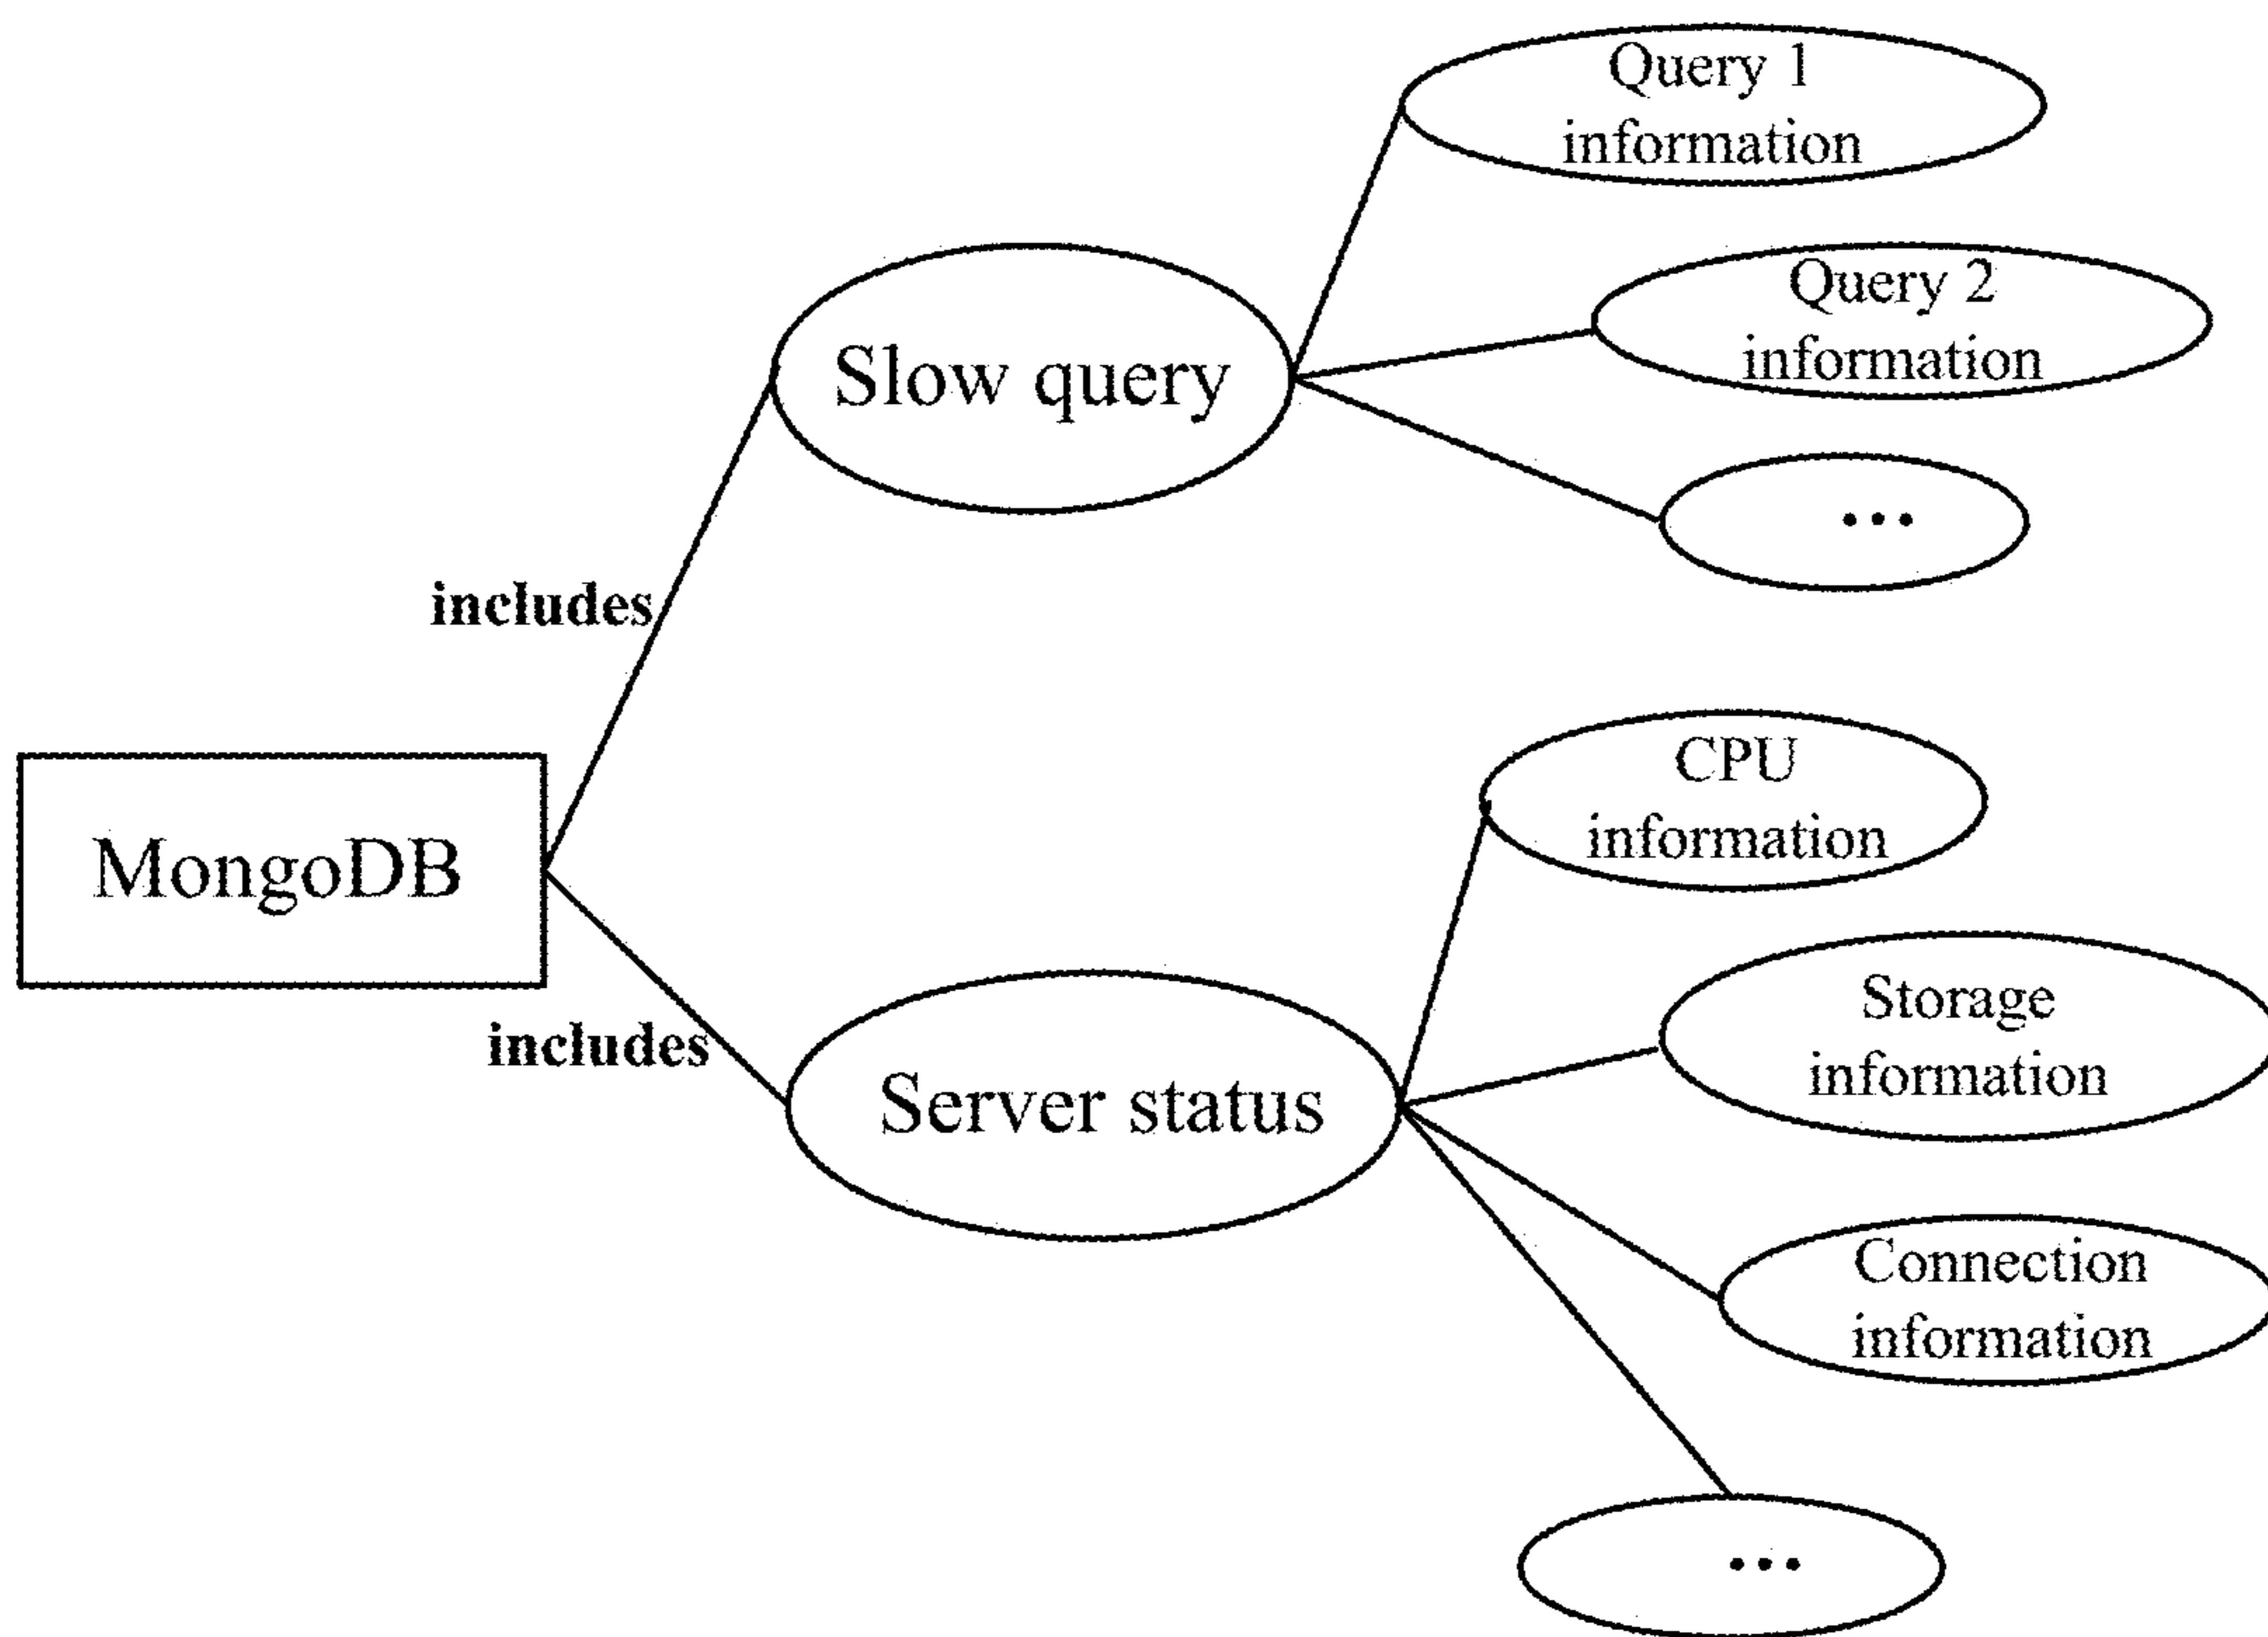 Query 1
information
Query 2
information
Slow query
...
includes
MongoDB
includes
CPU
information
Storage
information
Server status
Connection
information
...